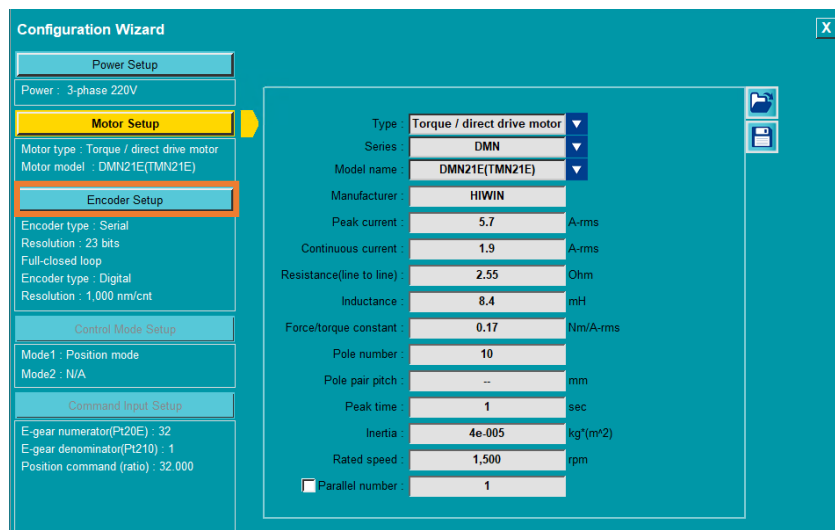 Configuration Wizard
X
Power Setup
Power : 3-phase 220V
Motor Setup
Motor type : Torque / direct drive motor
Motor model : DMN21E(TMN21E)
Encoder Setup
Encoder type : Serial
Resolution : 23 bits
Full-closed loop
Encoder type : Digital
Resolution : 1,000 nm/cnt
Control Mode Setup
Mode1 : Position mode
Mode2 : N/A
Command Input Setup
E-gear numerator(Pt20E) : 32
E-gear denominator(Pt210) : 1
Position command (ratio) : 32.000
Type : Torque / direct drive motor
Series : DMN
Model name : DMN21E(TMN21E)
Manufacturer : HIWIN
Peak current : 5.7 A-rms
Continuous current : 1.9 A-rms
Resistance(line to line) : 2.55 Ohm
Inductance : 8.4 mH
Force/torque constant : 0.17 Nm/A-rms
Pole number : 10
Pole pair pitch : -- mm
Peak time : 1 sec
Inertia : 4e-005 kg*(m^2)
Rated speed : 1,500 rpm
Parallel number : 1